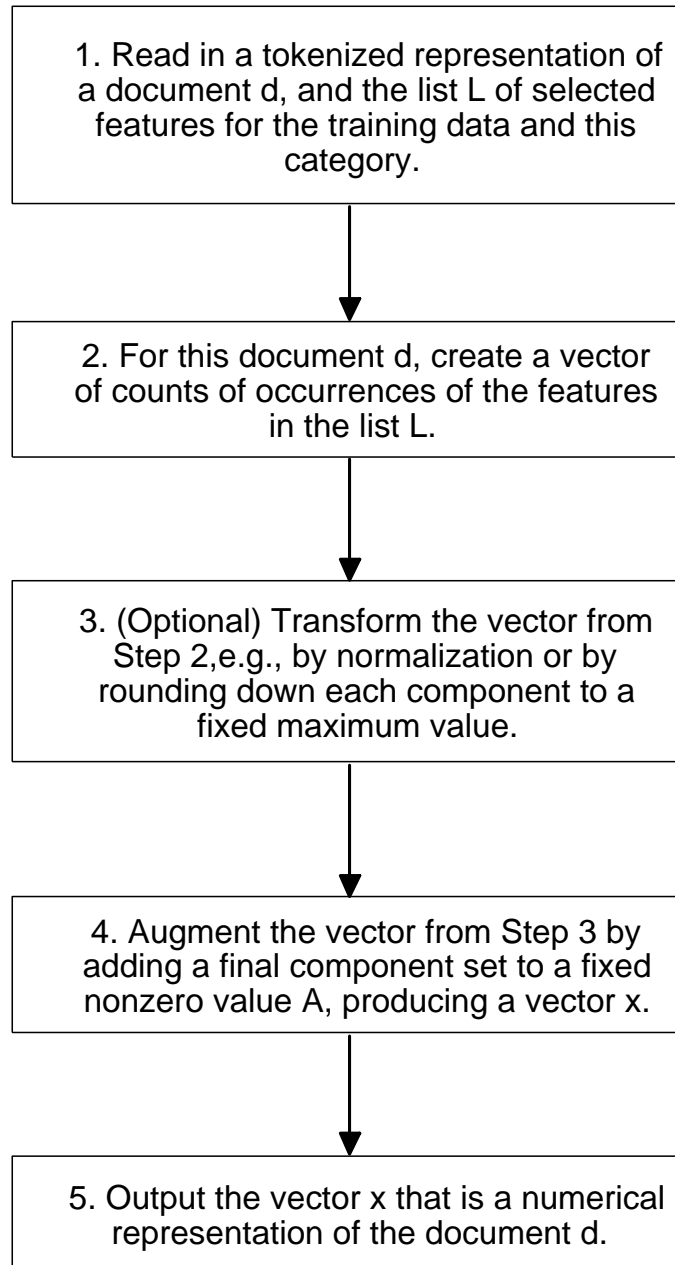 1. Read in a tokenized representation of
a document d, and the list L of selected
features for the training data and this
category.
2. For this document d, create a vector
of counts of occurrences of the features
in the list L.
3. (Optional) Transform the vector from
Step 2,e.g., by normalization or by
rounding down each component to a
fixed maximum value.
4. Augment the vector from Step 3 by
adding a final component set to a fixed
nonzero value A, producing a vector x.
5. Output the vector x that is a numerical
representation of the document d.